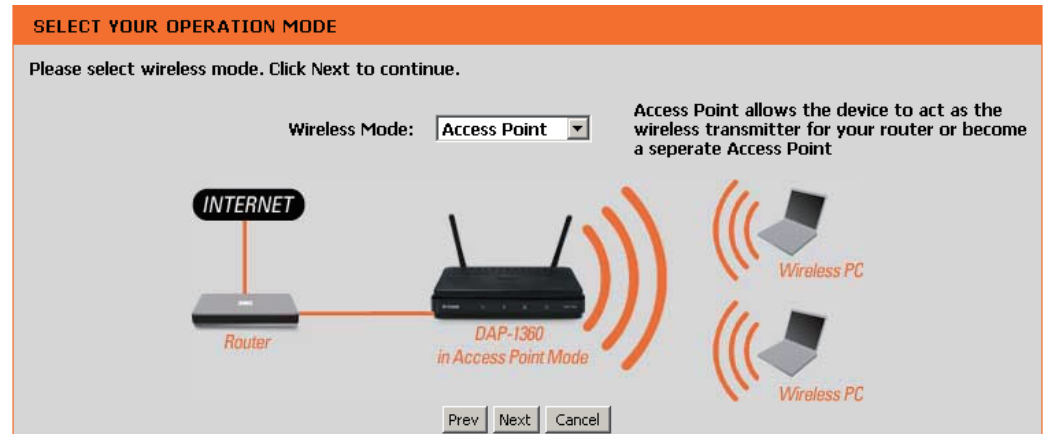 SELECT YOUR OPERATION MODE
Please select wireless mode. Click Next to continue.
Wireless Mode:
Access Point
Access Point allows the device to act as the
wireless transmitter for your router or become
a seperate Access Point
INTERNET
Router
DAP-1360
in Access Point Mode
Wireless PC
Wireless PC
Prev
Next
Cancel